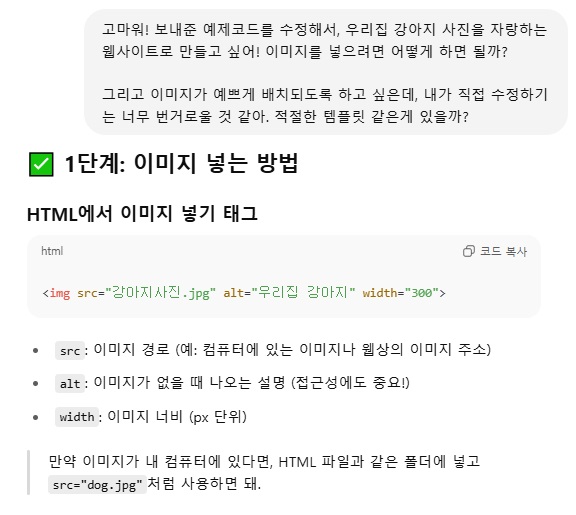 고마워! 보내준 예제코드를 수정해서, 우리집 강아지 사진을 자랑하는
웹사이트로 만들고 싶어! 이미지를 넣으려면 어떻게 하면 될까?
그리고 이미지가 예쁘게 배치되도록 하고 싶은데, 내가 직접 수정하기
는 너무 번거로울 것 같아. 적절한 템플릿 같은게 있을까?
✅ 1단계: 이미지 넣는 방법
HTML에서 이미지 넣기 태그
html 코드 복사
<img src="강아지사진.jpg" alt="우리집 강아지" width="300">
• src: 이미지 경로 (예: 컴퓨터에 있는 이미지나 웹상의 이미지 주소)
• alt: 이미지가 없을 때 나오는 설명 (접근성에도 중요!)
• width: 이미지 너비 (px 단위)
만약 이미지가 내 컴퓨터에 있다면, HTML 파일과 같은 폴더에 넣고
src="dog.jpg"처럼 사용하면 돼.